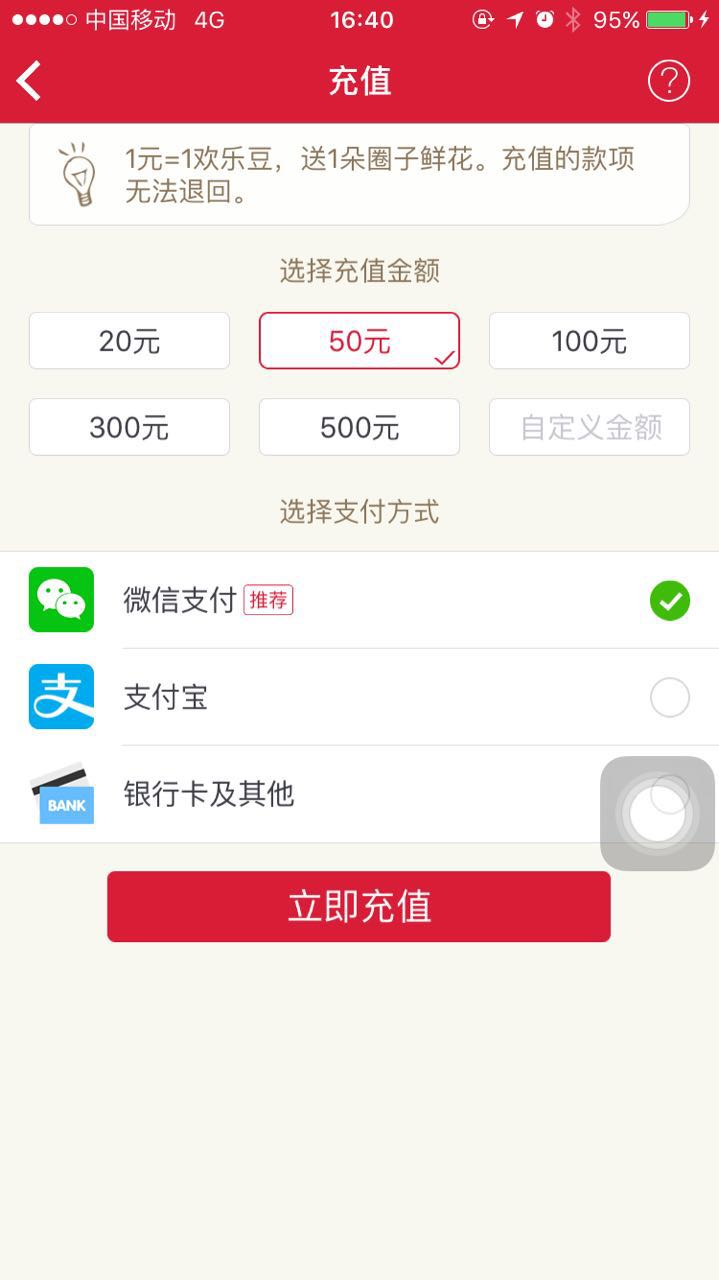 中国移动 4G 16:40 95%
充值
1元=1欢乐豆，送1朵圈子鲜花。充值的款项
无法退回。
选择充值金额
20元 50元 100元
300元 500元 自定义金额
选择支付方式
微信支付 推荐
支 支付宝
BANK 银行卡及其他
立即充值